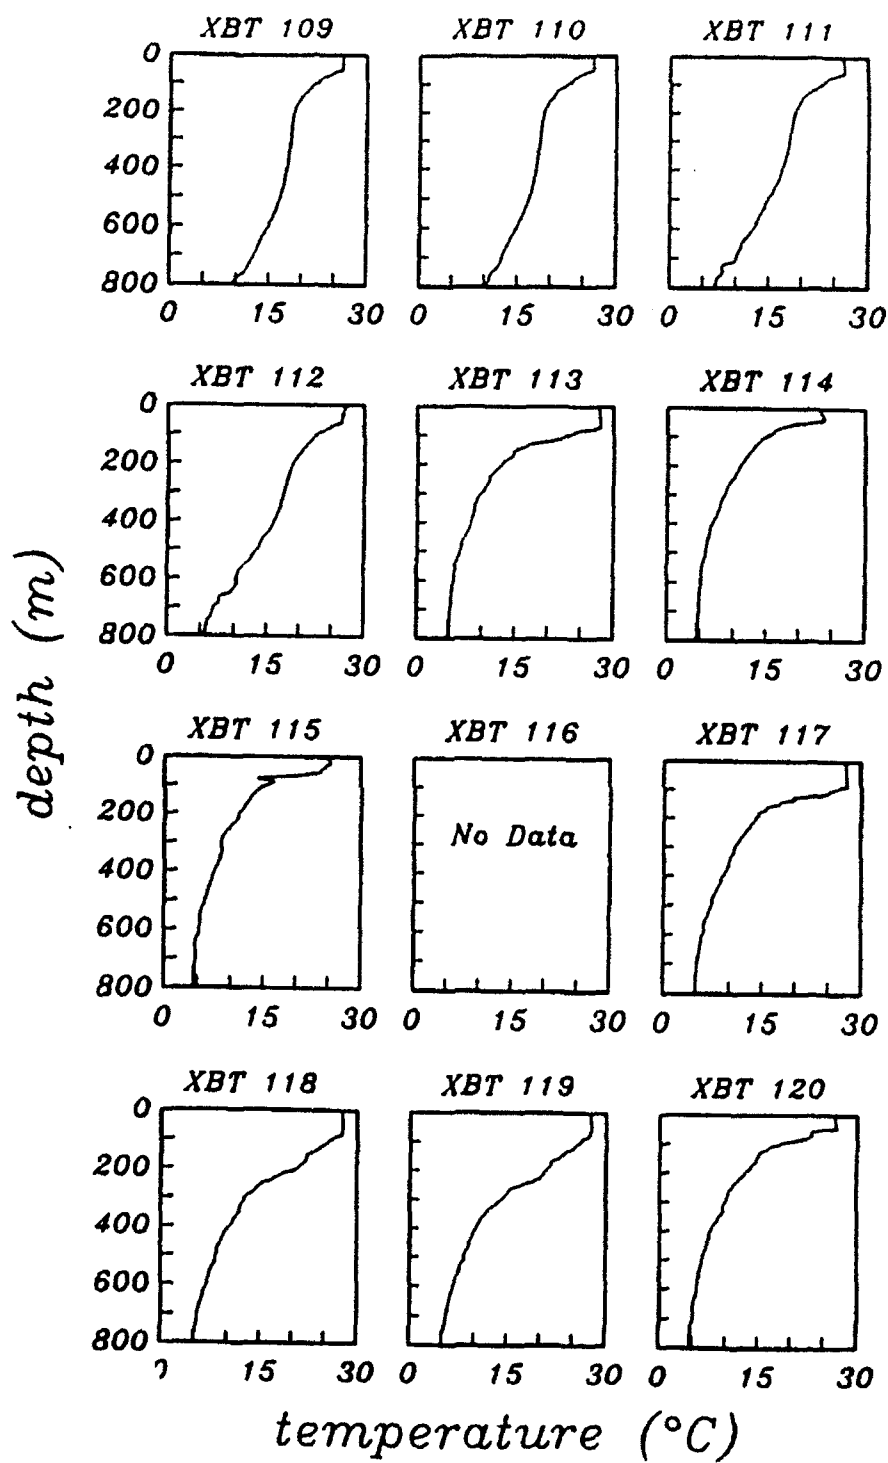 XBT 109 XBT 110 XBT 111
0
200
400
600
800
0 15 30 0 15 30 0 15 30
XBT 112 XBT 113 XBT 114
0
200
400
600
800
0 15 30 0 15 30 0 15 30
XBT 115 XBT 116 XBT 117
0
200
No Data
400
600
800
0 15 30 0 15 30 0 15 30
XBT 118 XBT 119 XBT 120
0
200
400
600
800
0 15 30 0 15 30 0 15 30
depth (m)
temperature (°C)